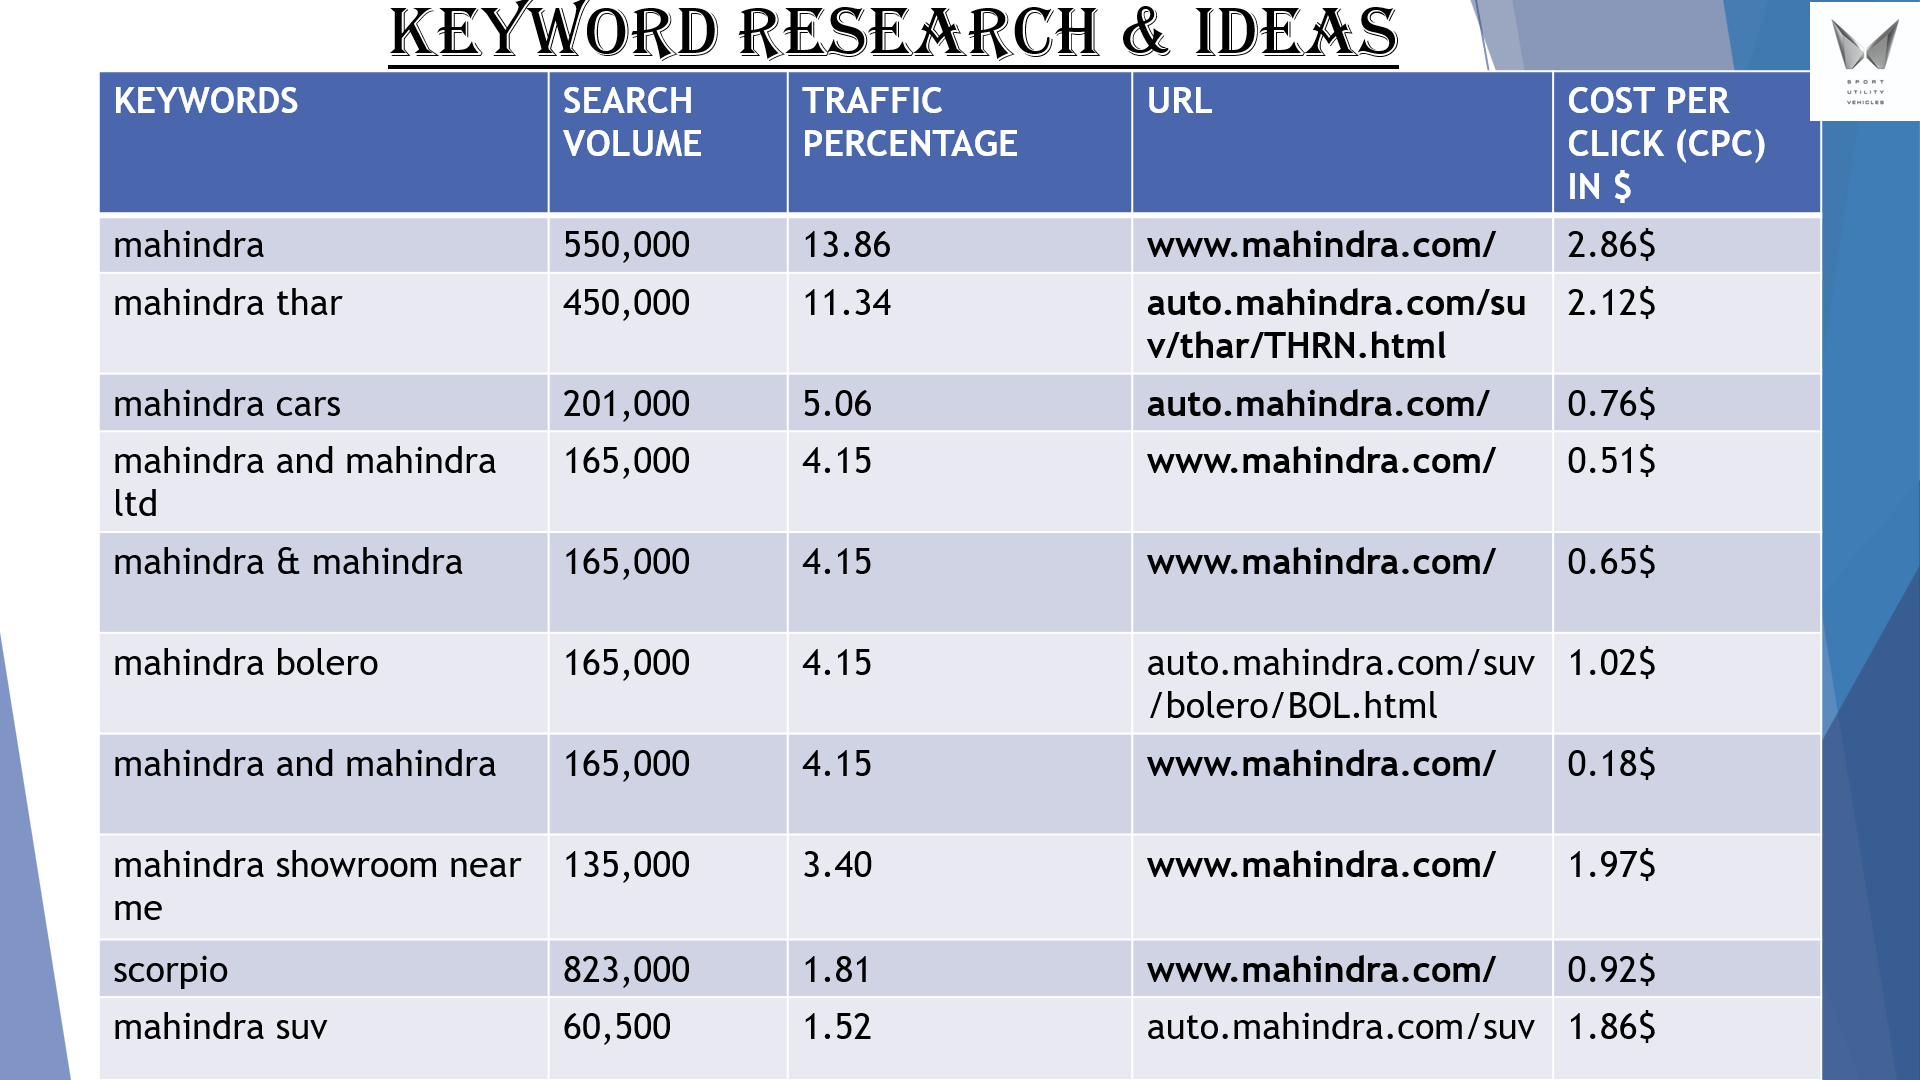 KEYWORD RESEARCH & IDEAS
SPORT
UTILITY
VEHICLES
KEYWORDS
SEARCH
VOLUME
TRAFFIC
PERCENTAGE
URL
COST PER
CLICK (CPC)
IN $
mahindra
550,000
13.86
www.mahindra.com/
2.86$
mahindra thar
450,000
11.34
auto.mahindra.com/su
v/thar/THRN.html
2.12$
mahindra cars
201,000
5.06
auto.mahindra.com/
0.76$
mahindra and mahindra
ltd
165,000
4.15
www.mahindra.com/
0.51$
mahindra & mahindra
165,000
4.15
www.mahindra.com/
0.65$
mahindra bolero
165,000
4.15
auto.mahindra.com/suv
/bolero/BOL.html
1.02$
mahindra and mahindra
165,000
4.15
www.mahindra.com/
0.18$
mahindra showroom near
me
135,000
3.40
www.mahindra.com/
1.97$
scorpio
823,000
1.81
www.mahindra.com/
0.92$
mahindra suv
60,500
1.52
auto.mahindra.com/suv
1.86$